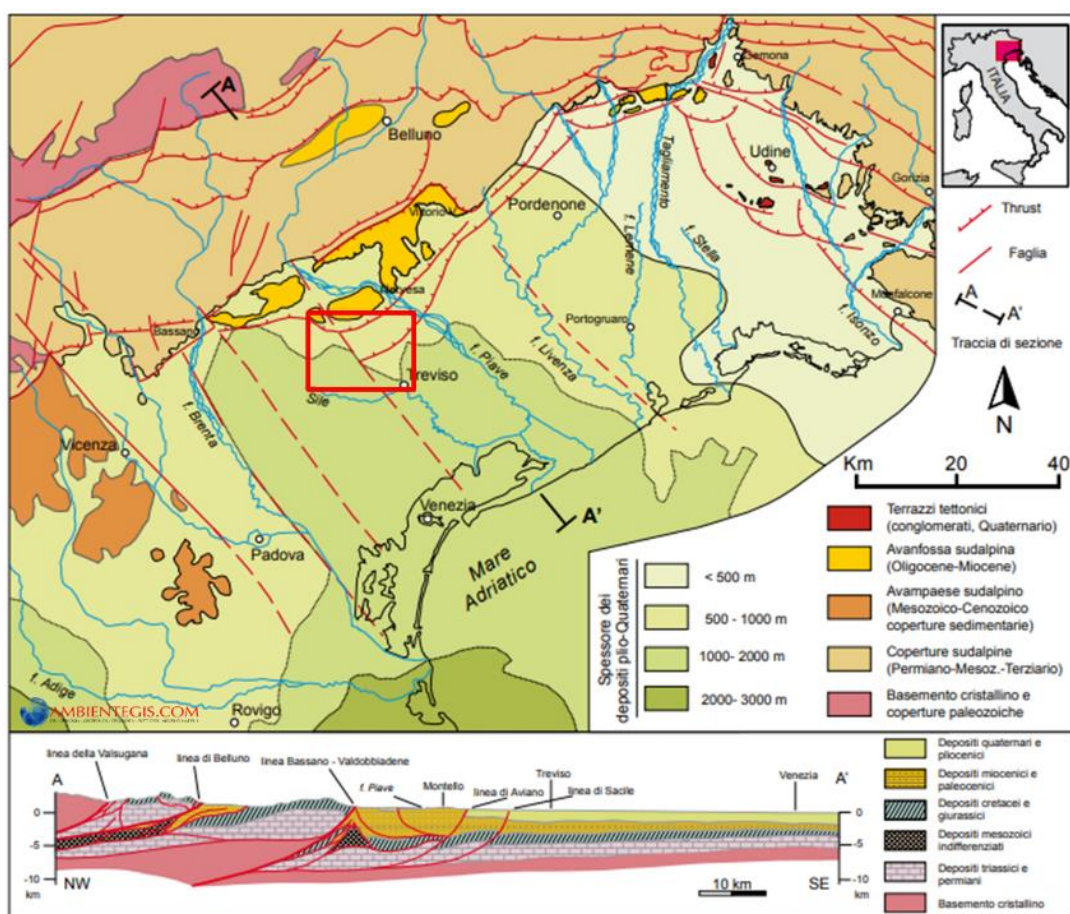 Gemona
A
Belluno
Udine
Tagliamento
Gorizia
Pordenone
Vittorio V.
f. Lemene
f. Stella
Monfalcone
Bassano
Portogruaro
f. Isonzo
f. Piave
f. Livenza
Treviso
Sile
f. Brenta
Vicenza
Venezia
A'
Padova
Mare
Adriatico
f. Adige
AMBIENTEGIS.COM
Rovigo
ITALIA
Thrust
Faglia
A
A'
Traccia di sezione
N
Km
20
40
Spessore dei
depositi plio-Quaternari
< 500 m
500 - 1000 m
1000- 2000 m
2000- 3000 m
Terrazzi tettonici
(conglomerati, Quaternario)
Avanfossa sudalpina
(Oligocene-Miocene)
Avampaese sudalpino
(Mesozoico-Cenozoico
coperture sedimentarie)
Coperture sudalpine
(Permiano-Mesoz.-Terziario)
Basemento cristallino e
coperture paleozoiche
linea della Valsugana
linea di Belluno
linea Bassano - Valdobbiadene
f. Piave
Montello
linea di Aviano
Treviso
linea di Sacile
Venezia
A
A'
0
-5
-10
km
NW
10 km
SE
0
-5
-10
km
Depositi quaternari e
pliocenici
Depositi miocenici e
paleocenici
Depositi cretacei e
giurassici
Depositi mesozoici
indifferenziati
Depositi triassici e
permiani
Basemento cristallino